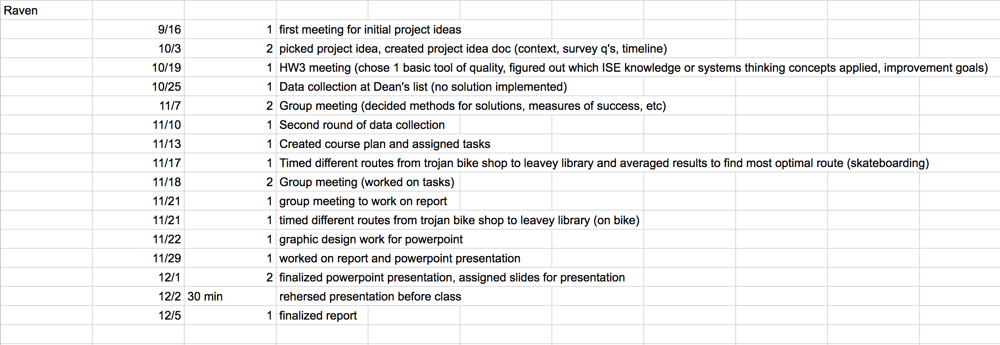 Raven
9/16 1 first meeting for initial project ideas
10/3 2 picked project idea, created project idea doc (context, survey q's, timeline)
10/19 1 HW3 meeting (chose 1 basic tool of quality, figured out which ISE knowledge or systems thinking concepts applied, improvement goals)
10/25 1 Data collection at Dean's list (no solution implemented)
11/7 2 Group meeting (decided methods for solutions, measures of success, etc)
11/10 1 Second round of data collection
11/13 1 Created course plan and assigned tasks
11/17 1 Timed different routes from trojan bike shop to leavey library and averaged results to find most optimal route (skateboarding)
11/18 2 Group meeting (worked on tasks)
11/21 1 group meeting to work on report
11/21 1 timed different routes from trojan bike shop to leavey library (on bike)
11/22 1 graphic design work for powerpoint
11/29 1 worked on report and powerpoint presentation
12/1 2 finalized powerpoint presentation, assigned slides for presentation
12/2 30 min rehersed presentation before class
12/5 1 finalized report